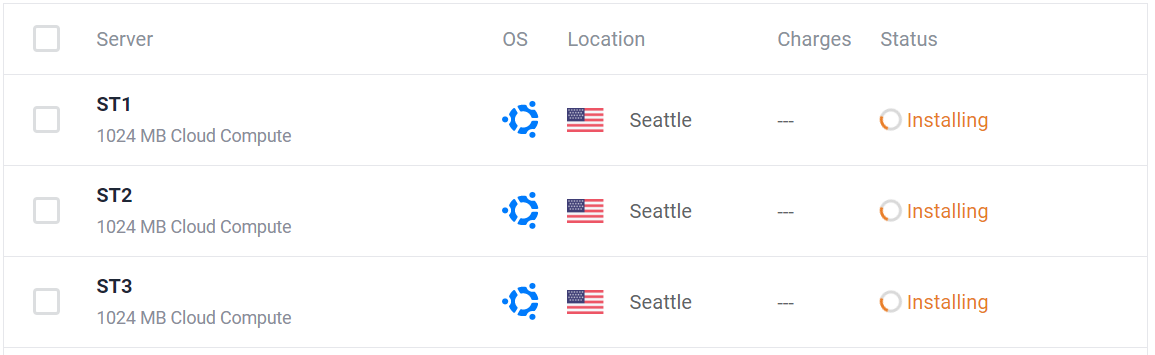 Server OS Location Charges Status
ST1
1024 MB Cloud Compute
Seattle --- Installing
ST2
1024 MB Cloud Compute
Seattle --- Installing
ST3
1024 MB Cloud Compute
Seattle --- Installing